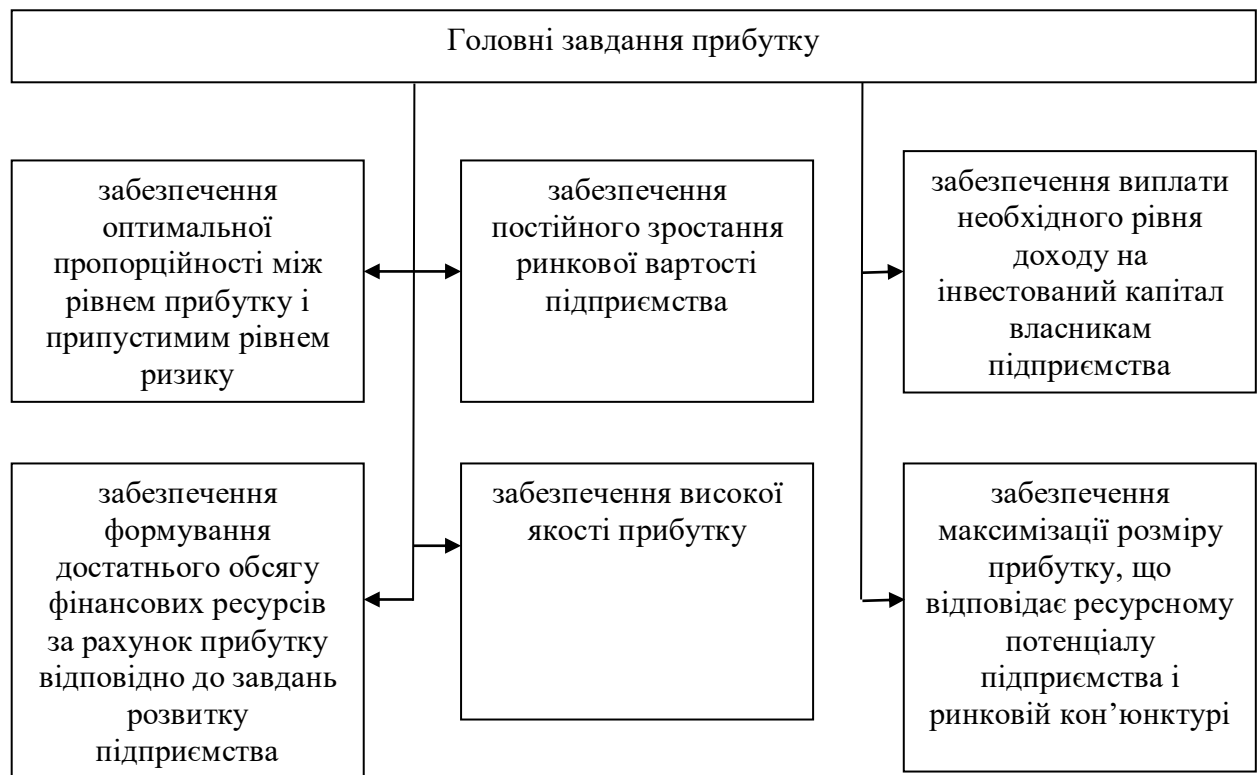 Головні завдання прибутку
забезпечення
оптимальної
пропорційності між
рівнем прибутку і
припустимим рівнем
ризику
забезпечення
постійного зростання
ринкової вартості
підприємства
забезпечення виплати
необхідного рівня
доходу на
інвестований капітал
власникам
підприємства
забезпечення
формування
достатнього обсягу
фінансових ресурсів
за рахунок прибутку
відповідно до завдань
розвитку
підприємства
забезпечення високої
якості прибутку
забезпечення
максимізації розміру
прибутку, що
відповідає ресурсному
потенціалу
підприємства і
ринковій кон’юнктурі